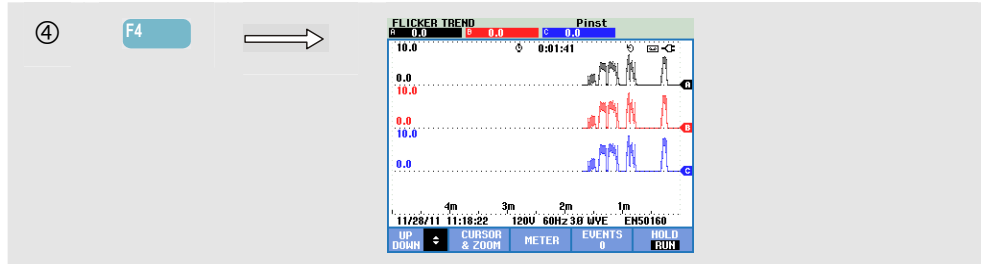 ④ F4
FLICKER TREND Pinst
A 0.0 B 0.0 C 0.0
10.0 0:01:41
0.0
A
10.0
0.0
B
10.0
0.0
C
4m 3m 2m 1m
11/28/11 11:18:22 120V 60Hz 3.0 WYE EN50160
UP DOWN CURSOR & ZOOM METER EVENTS 0 HOLD RUN